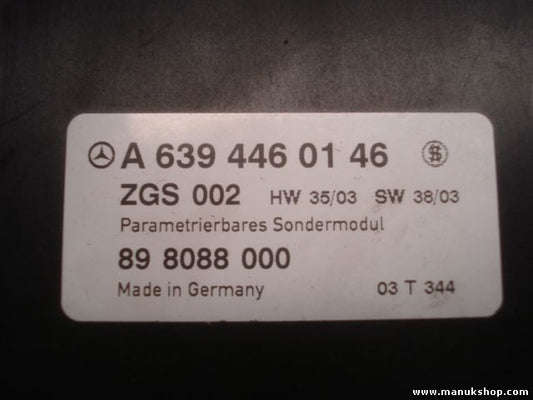 A 639 446 01 46
ZGS 002 HW 35/03 SW 38/03
Parametrierbares Sondermodul
89 8088 000
Made in Germany 03 T 344
www.manukshop.com